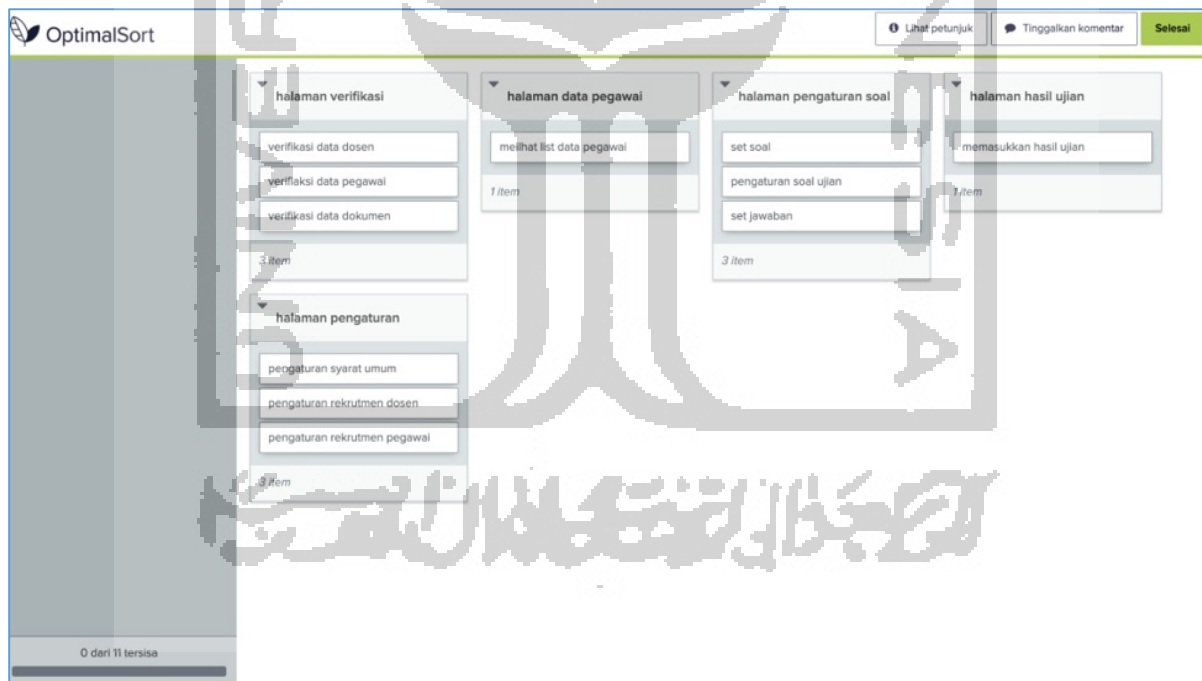 OptimalSort
Lihat petunjuk
Tinggalkan komentar
Selesai
halaman verifikasi
verifikasi data dosen
verifiaksi data pegawai
verifikasi data dokumen
3 item
halaman data pegawai
meilhat list data pegawai
1 item
halaman pengaturan soal
set soal
pengaturan soal ujian
set jawaban
3 item
halaman hasil ujian
memasukkan hasil ujian
1 item
halaman pengaturan
pengaturan syarat umum
pengaturan rekrutmen dosen
pengaturan rekrutmen pegawai
3 item
0 dari 11 tersisa